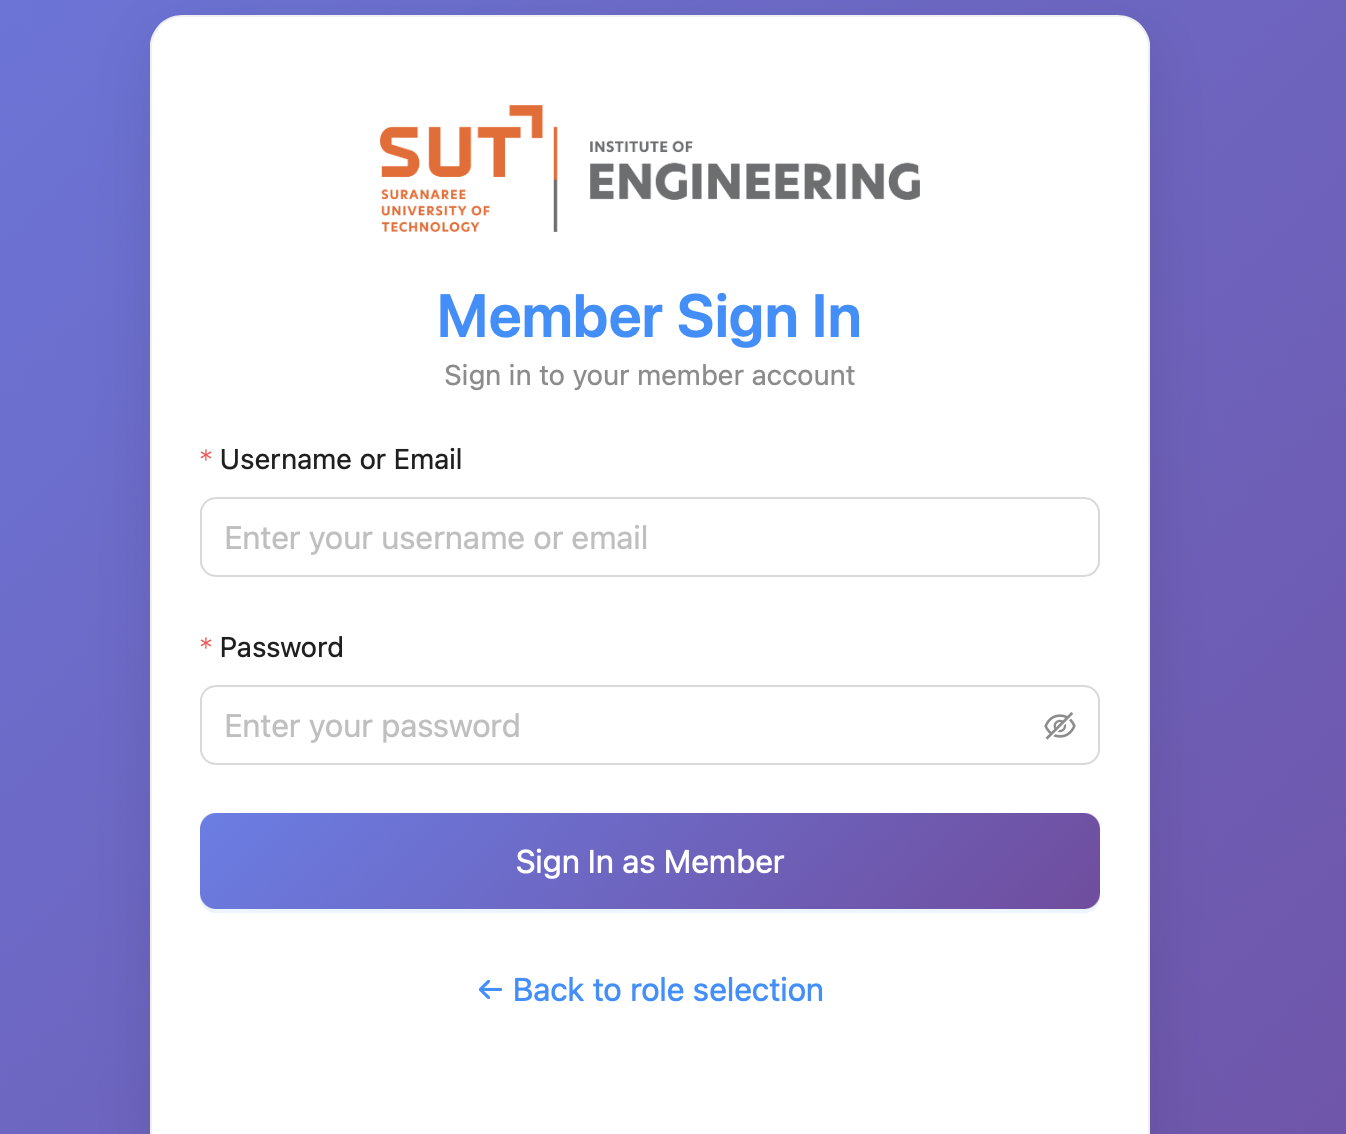 SUT
SURANAREE
UNIVERSITY OF
TECHNOLOGY
INSTITUTE OF
ENGINEERING
Member Sign In
Sign in to your member account
* Username or Email
Enter your username or email
* Password
Enter your password
Sign In as Member
← Back to role selection